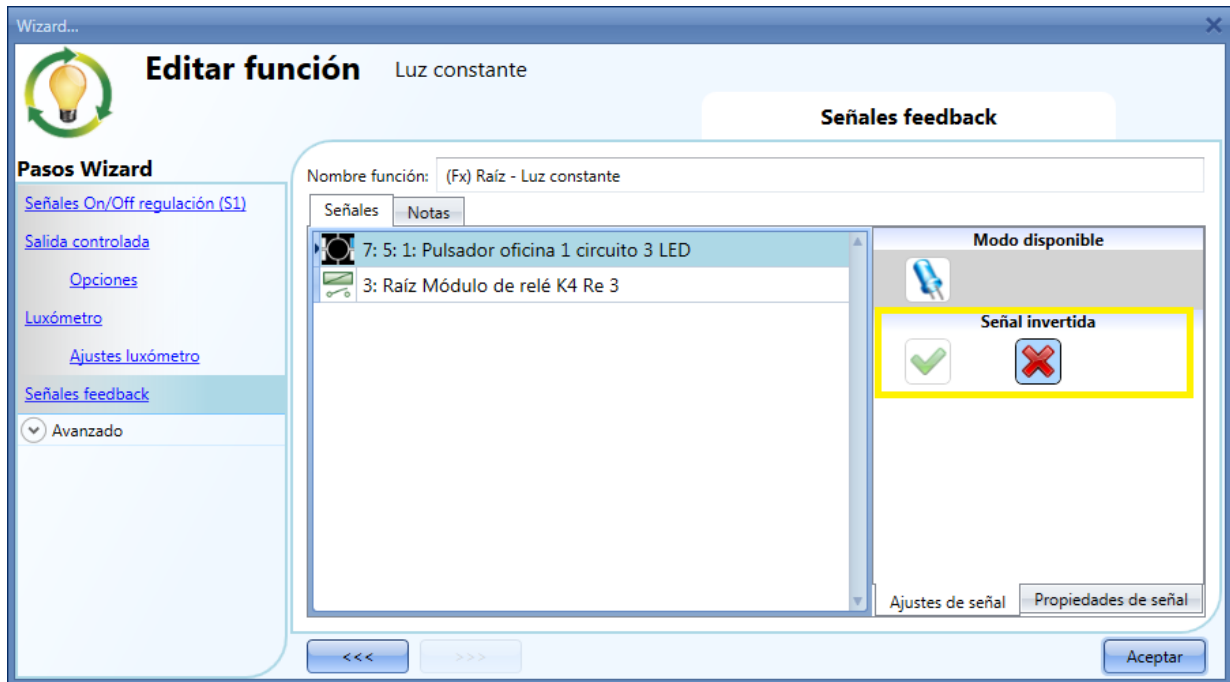 Wizard...
Editar función Luz constante
Señales feedback
Pasos Wizard
Señales On/Off regulación (S1)
Salida controlada
Opciones
Luxómetro
Ajustes luxómetro
Señales feedback
Avanzado
Nombre función: (Fx) Raíz - Luz constante
Señales Notas
7: 5: 1: Pulsador oficina 1 circuito 3 LED
3: Raíz Módulo de relé K4 Re 3
Modo disponible
Señal invertida
Ajustes de señal Propiedades de señal
<<< >>> Aceptar